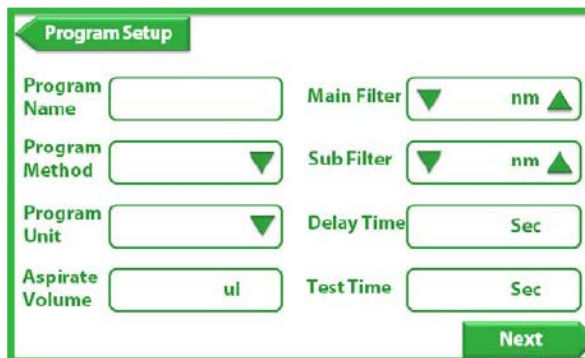 Program Setup
Program
Name
Main Filter
nm
Program
Method
Sub Filter
nm
Program
Unit
Delay Time
Sec
Aspirate
Volume
ul
Test Time
Sec
Next